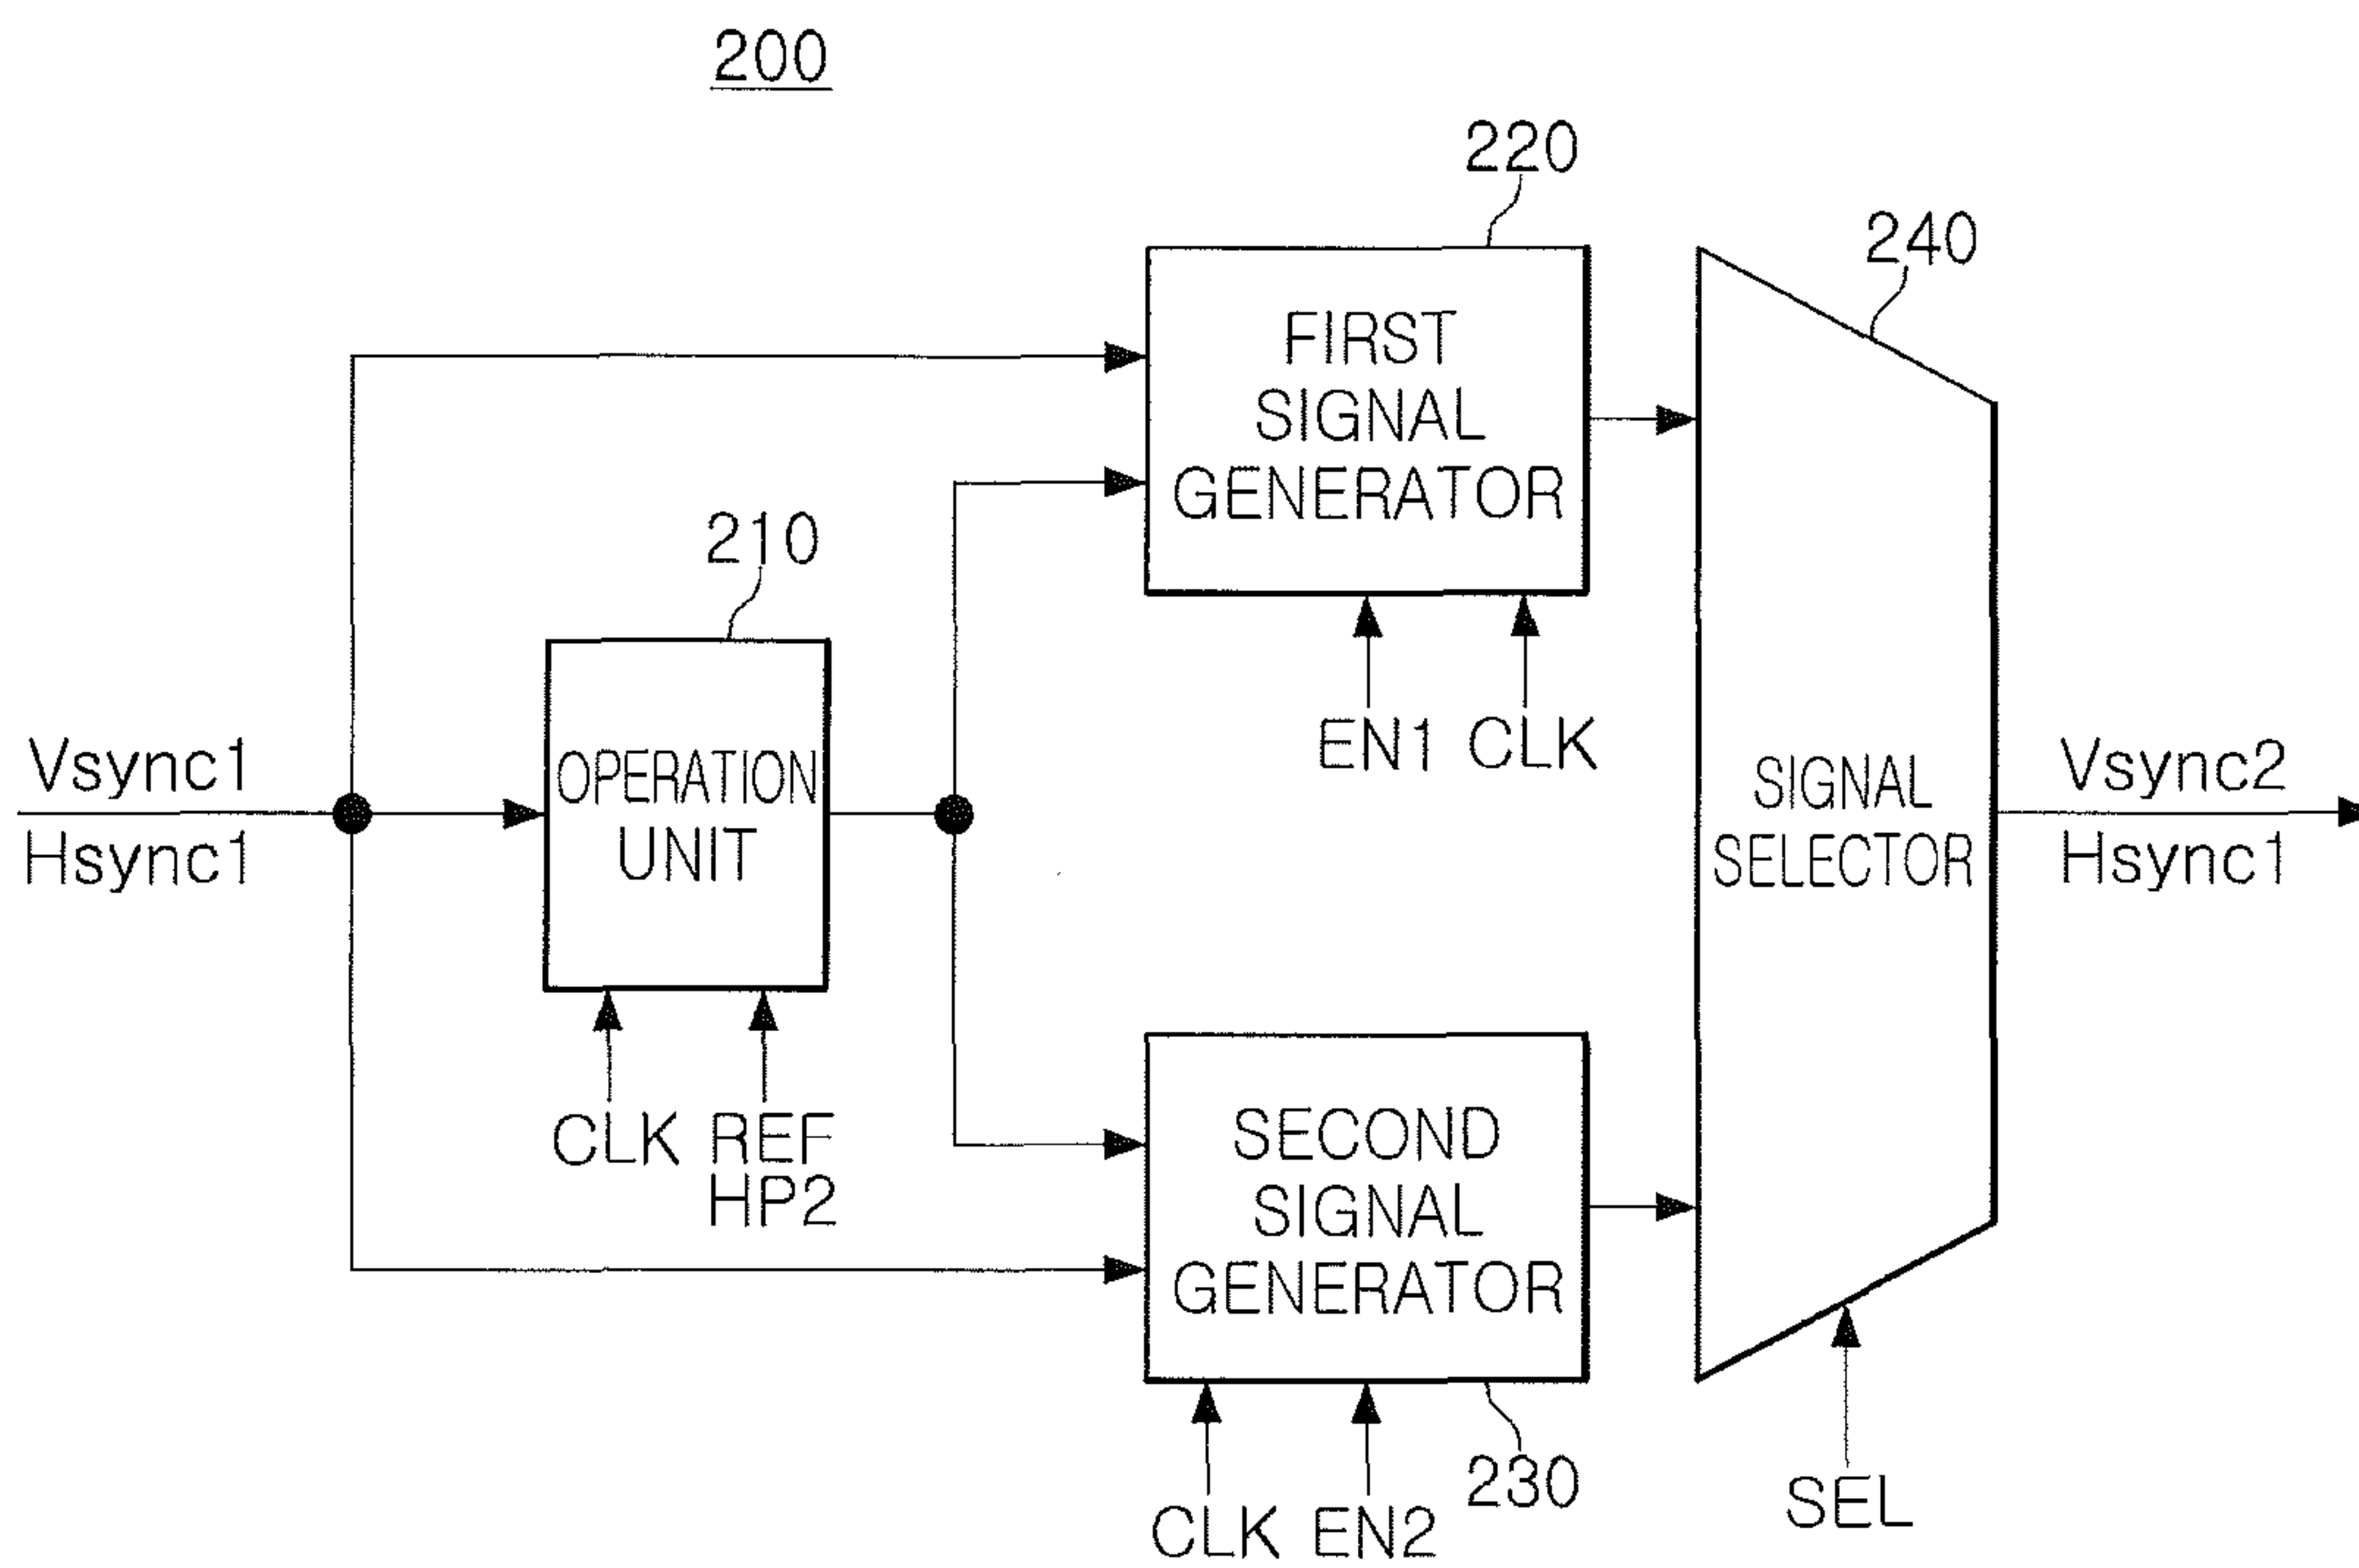 200
220
240
FIRST
SIGNAL
GENERATOR
210
EN1 CLK
Vsync1
Hsync1
OPERATION
UNIT
SIGNAL
SELECTOR
Vsync2
Hsync1
CLK REF
HP2
SECOND
SIGNAL
GENERATOR
230
CLK EN2
SEL